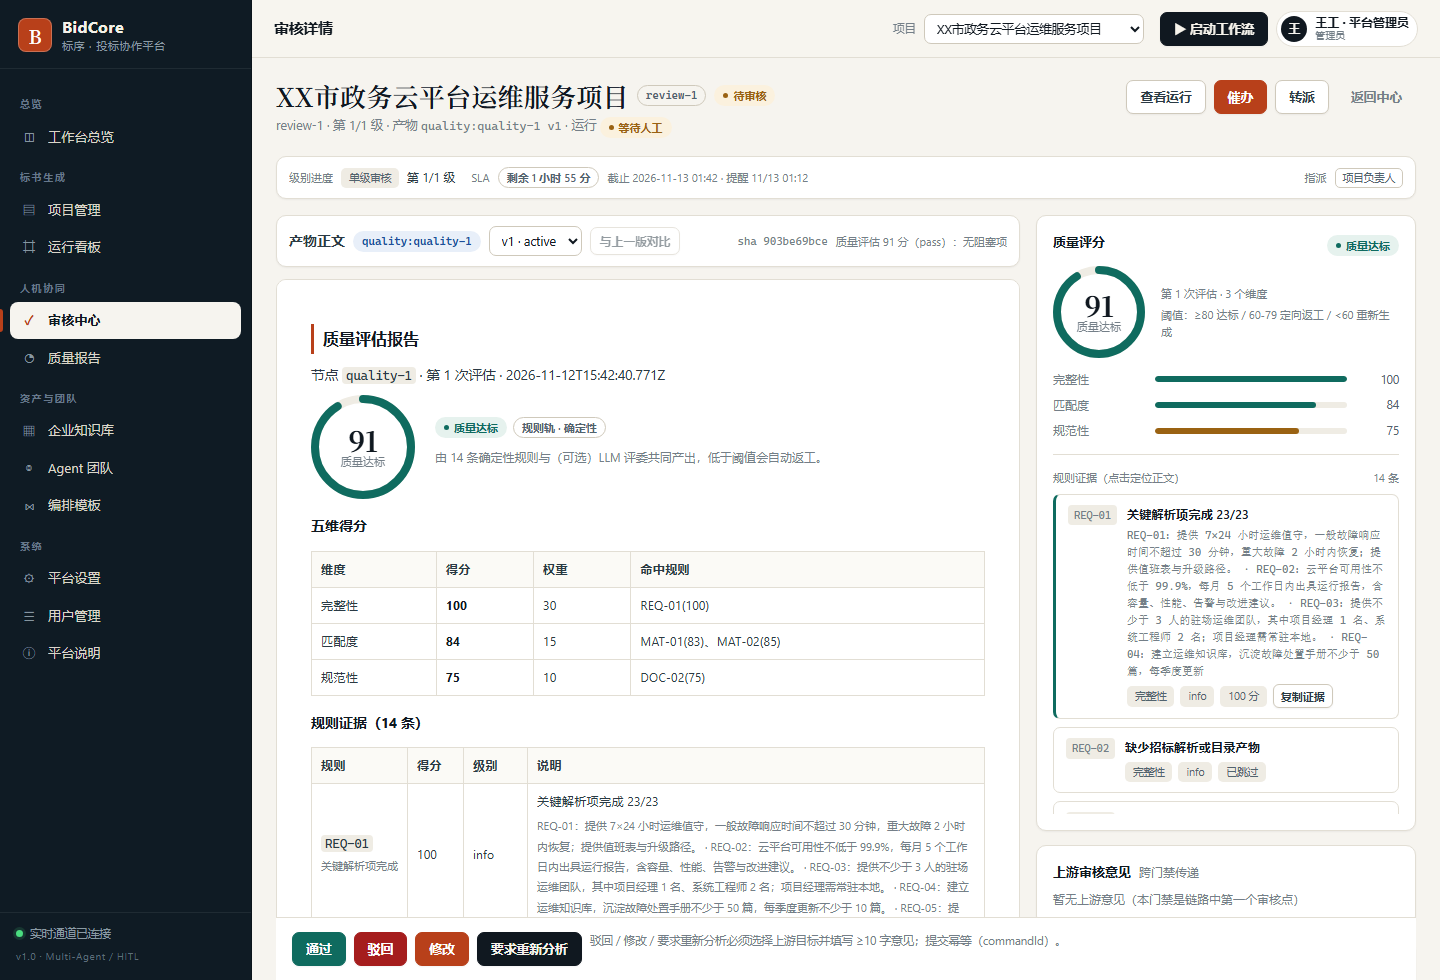 B
BidCore
标序 · 投标协作平台
总览
工作台总览
标书生成
项目管理
运行看板
人机协同
审核中心
质量报告
资产与团队
企业知识库
Agent 团队
编排模板
系统
平台设置
用户管理
平台说明
实时通道已连接
v1.0 · Multi-Agent / HITL
审核详情
项目
XX市政务云平台运维服务项目
▶ 启动工作流
王
王工 · 平台管理员
管理员
XX市政务云平台运维服务项目
review-1
待审核
review-1 · 第 1/1 级 · 产物 quality:quality-1 v1 · 运行
等待人工
查看运行
催办
转派
返回中心
级别进度
单级审核
第 1/1 级
SLA
剩余 1 小时 55 分
截止 2026-11-13 01:42 · 提醒 11/13 01:12
指派
项目负责人
产物正文
quality:quality-1
v1 · active
与上一版对比
sha 903be69bce
质量评估 91 分（pass）：无阻塞项
质量评估报告
节点 quality-1 · 第 1 次评估 · 2026-11-12T15:42:40.771Z
91
质量达标
质量达标
规则轨 · 确定性
由 14 条确定性规则与（可选）LLM 评委共同产出，低于阈值会自动返工。
五维得分
维度 得分 权重 命中规则
完整性 100 30 REQ-01(100)
匹配度 84 15 MAT-01(83)、MAT-02(85)
规范性 75 10 DOC-02(75)
规则证据（14 条）
规则 得分 级别 说明
REQ-01
关键解析项完成
100
info
关键解析项完成 23/23
REQ-01：提供 7×24 小时运维值守，一般故障响应时间不超过 30 分钟，重大故障 2 小时
内恢复；提供值班表与升级路径。 · REQ-02：云平台可用性不低于 99.9%，每月 5 个工作
日内出具运行报告，含容量、性能、告警与改进建议。 · REQ-03：提供不少于 3 人的驻场
运维团队，其中项目经理 1 名、系统工程师 2 名；项目经理需常驻本地。 · REQ-04：建立
运维知识库，沉淀故障处置手册不少于 50 篇，每季度更新不少于 10 篇。 · REQ-05：提
质量评分
质量达标
91
质量达标
第 1 次评估 · 3 个维度
阈值：≥80 达标 / 60-79 定向返工 / <60 重新生
成
完整性 100
匹配度 84
规范性 75
规则证据（点击定位正文）
14 条
REQ-01
关键解析项完成 23/23
REQ-01：提供 7×24 小时运维值守，一般故障响应
时间不超过 30 分钟，重大故障 2 小时内恢复；提
供值班表与升级路径。 · REQ-02：云平台可用性不
低于 99.9%，每月 5 个工作日内出具运行报告，含
容量、性能、告警与改进建议。 · REQ-03：提供不
少于 3 人的驻场运维团队，其中项目经理 1 名、系
统工程师 2 名；项目经理需常驻本地。 · REQ-
04：建立运维知识库，沉淀故障处置手册不少于 50
篇，每季度更新
完整性
info
100 分
复制证据
REQ-02
缺少招标解析或目录产物
完整性
info
已跳过
上游审核意见
跨门禁传递
暂无上游意见（本门禁是链路中第一个审核点）
通过
驳回
修改
要求重新分析
驳回 / 修改 / 要求重新分析必须选择上游目标并填写 ≥10 字意见；提交幂等（commandId）。